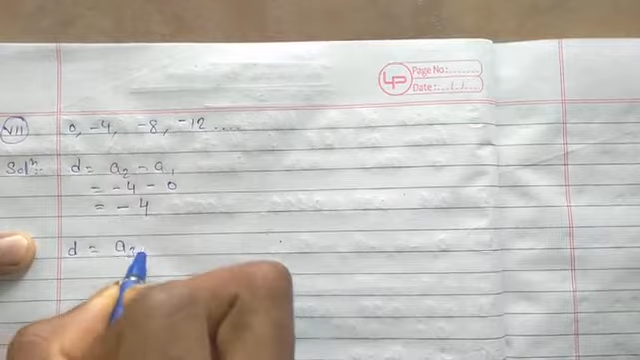 LP Page No:.......
Date:.../.../....
VII 0, -4, -8, -12 ....
Solⁿ:- d = a₂ - a₁
= -4 - 0
= - 4
d = a₃